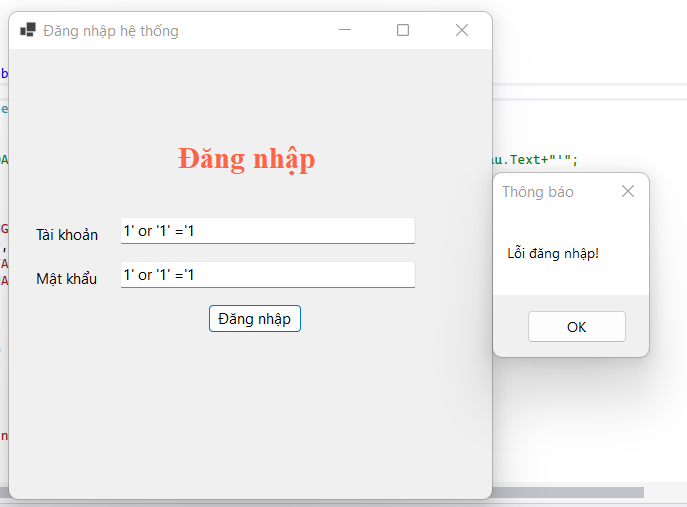 Đăng nhập hệ thống
Đăng nhập
u.Text+"'";
Thông báo
Tài khoản
1' or '1' ='1
Lỗi đăng nhập!
Mật khẩu
1' or '1' ='1
Đăng nhập
OK